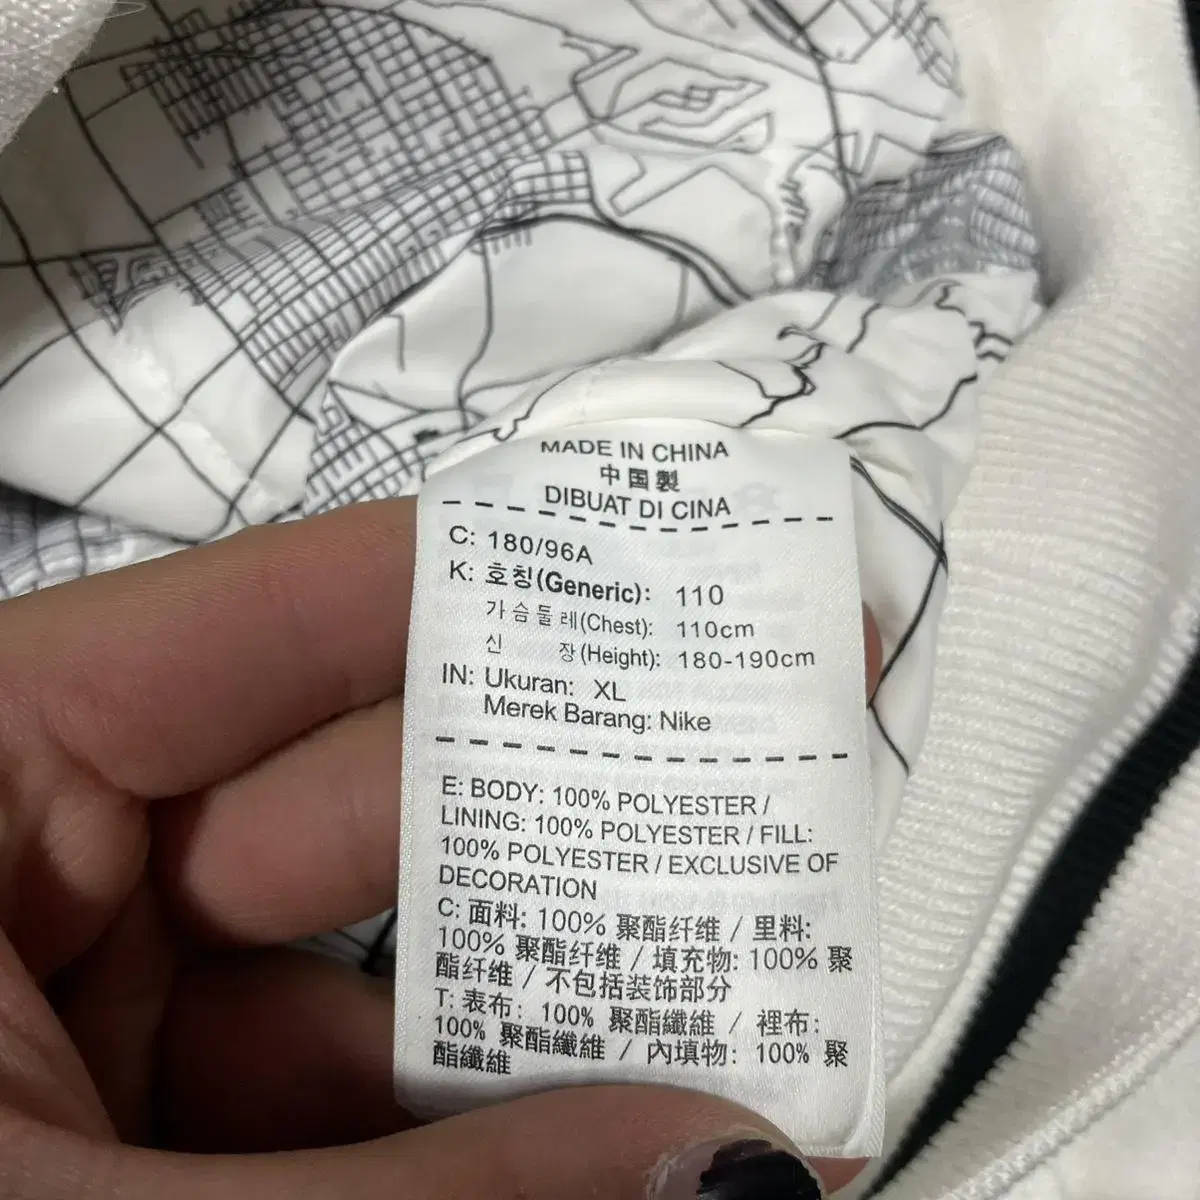 MADE IN CHINA
中国製
DIBUAT DI CINA
C: 180/96A
K: 호칭(Generic): 110
가슴둘레(Chest): 110cm
신 장(Height): 180-190cm
IN: Ukuran: XL
Merek Barang: Nike
E: BODY: 100% POLYESTER /
LINING: 100% POLYESTER / FILL:
100% POLYESTER / EXCLUSIVE OF
DECORATION
C: 面料: 100% 聚酯纤维 / 里料:
100% 聚酯纤维 / 填充物: 100% 聚
酯纤维 / 不包括装饰部分
T: 表布: 100% 聚酯纖維 / 裡布:
100% 聚酯纖維 / 內填物: 100% 聚
酯纖維